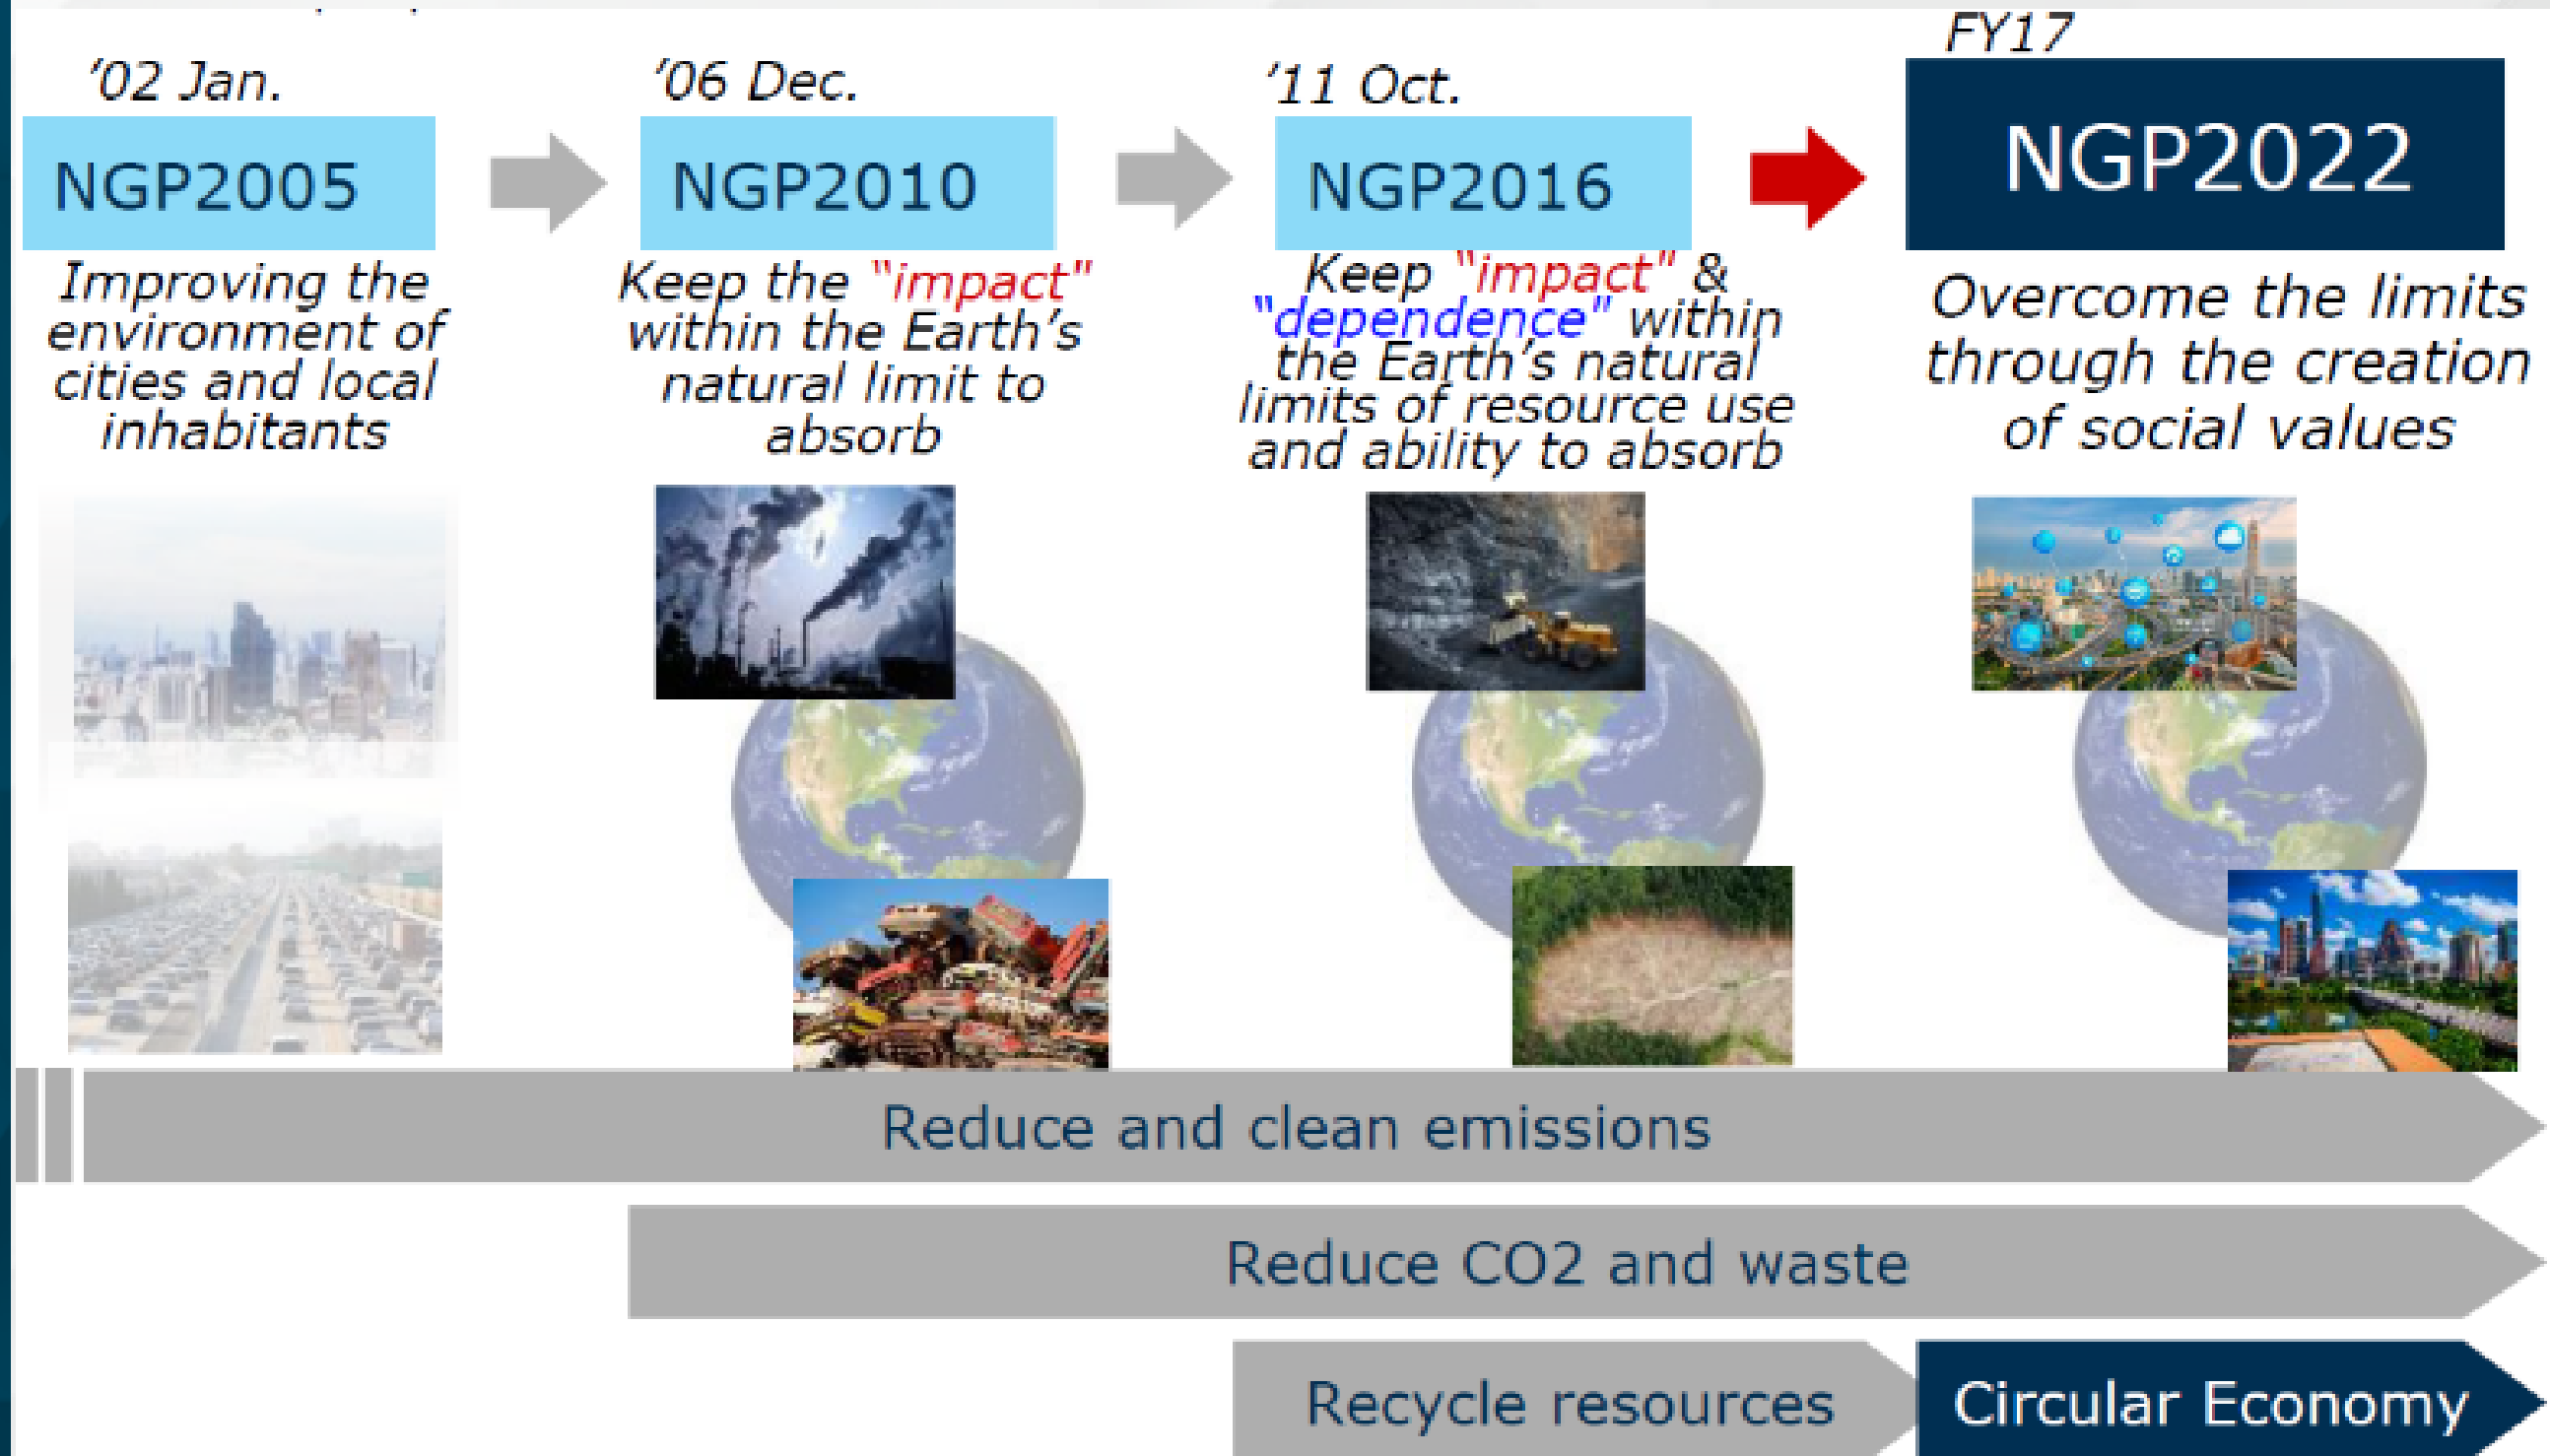 '02 Jan.
NGP2005
Improving the
environment of
cities and local
inhabitants
'06 Dec.
NGP2010
Keep the “impact"
within the Earth’s
natural limit to
absorb
'11 Oct.
NGP2016
Keep “impact" &
“dependence" within
the Earth’s natural
limits of resource use
and ability to absorb
FY17
NGP2022
Overcome the limits
through the creation
of social values
Reduce and clean emissions
Reduce CO2 and waste
Recycle resources
Circular Economy